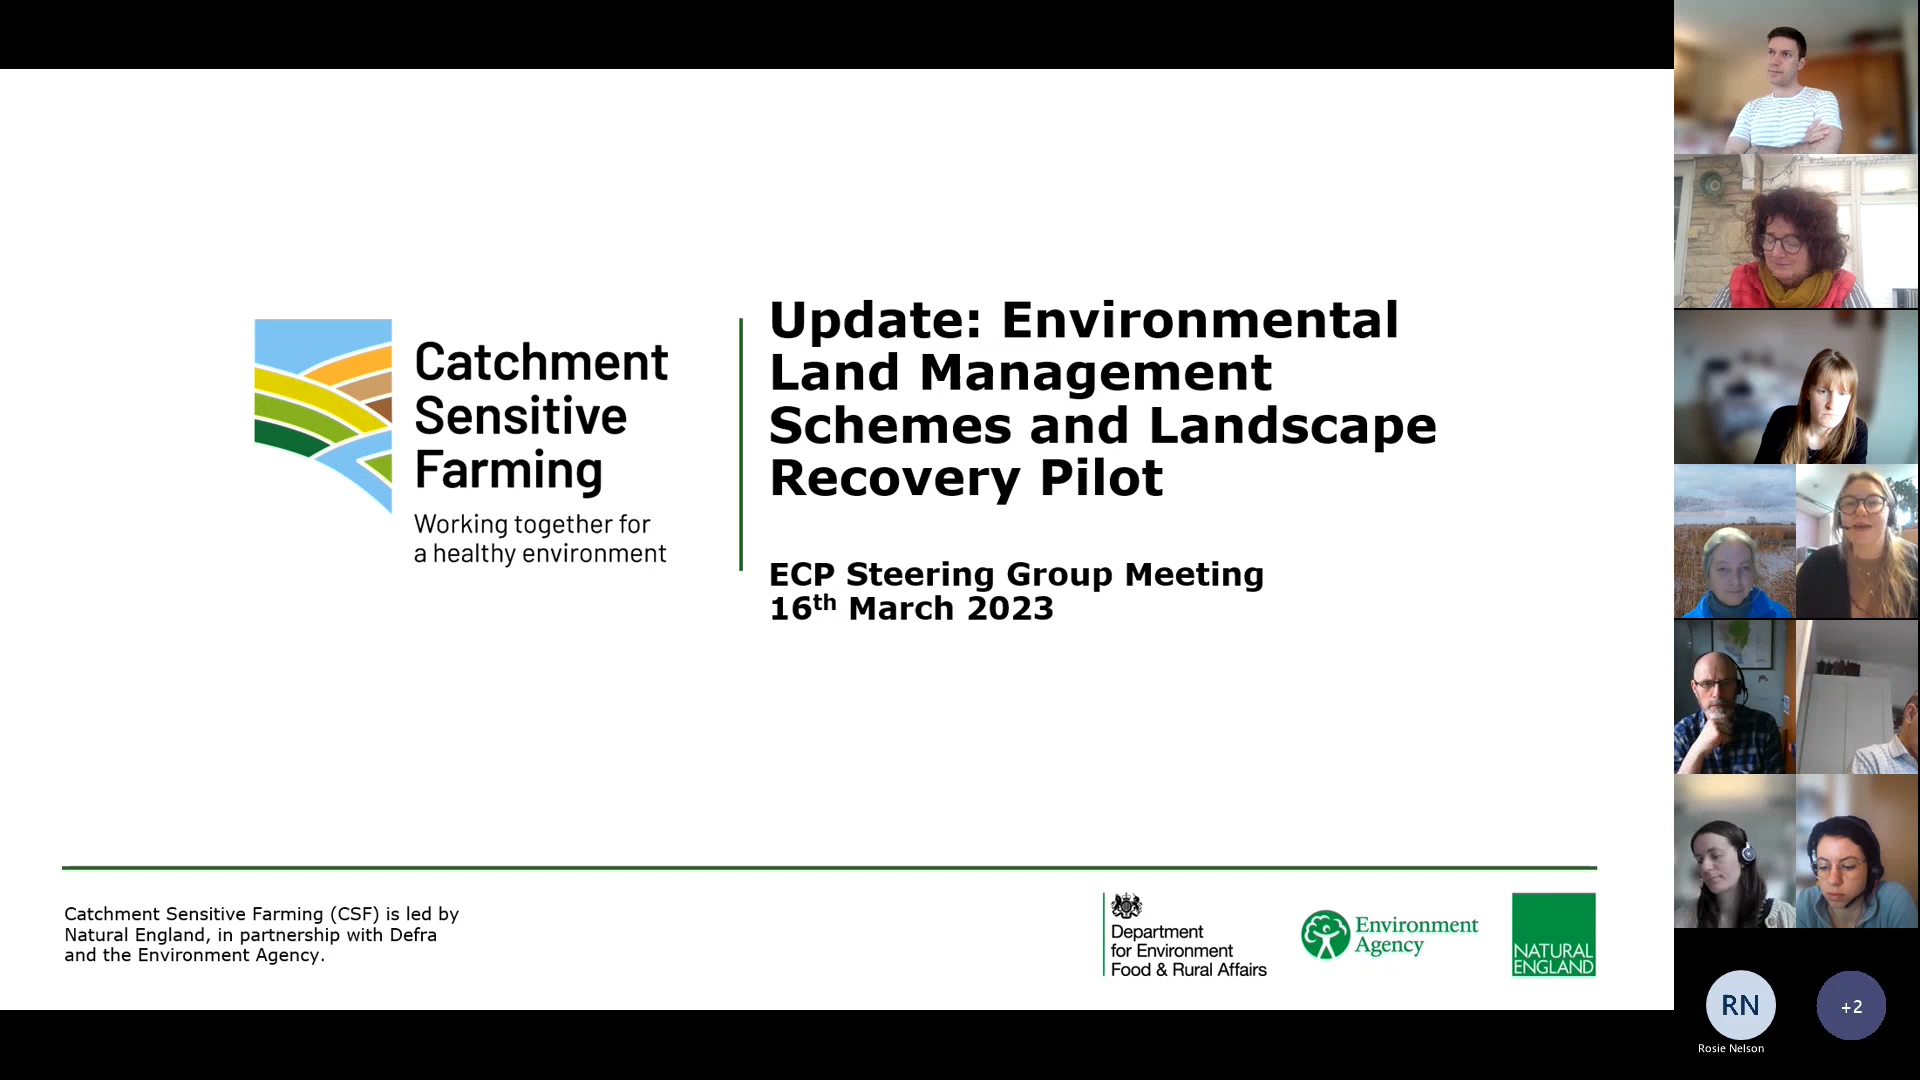 Catchment
Sensitive
Farming
Working together for
a healthy environment
Update: Environmental
Land Management
Schemes and Landscape
Recovery Pilot
ECP Steering Group Meeting
16th March 2023
Catchment Sensitive Farming (CSF) is led by
Natural England, in partnership with Defra
and the Environment Agency.
Department
for Environment
Food & Rural Affairs
Environment
Agency
NATURAL
ENGLAND
RN
Rosie Nelson
+2